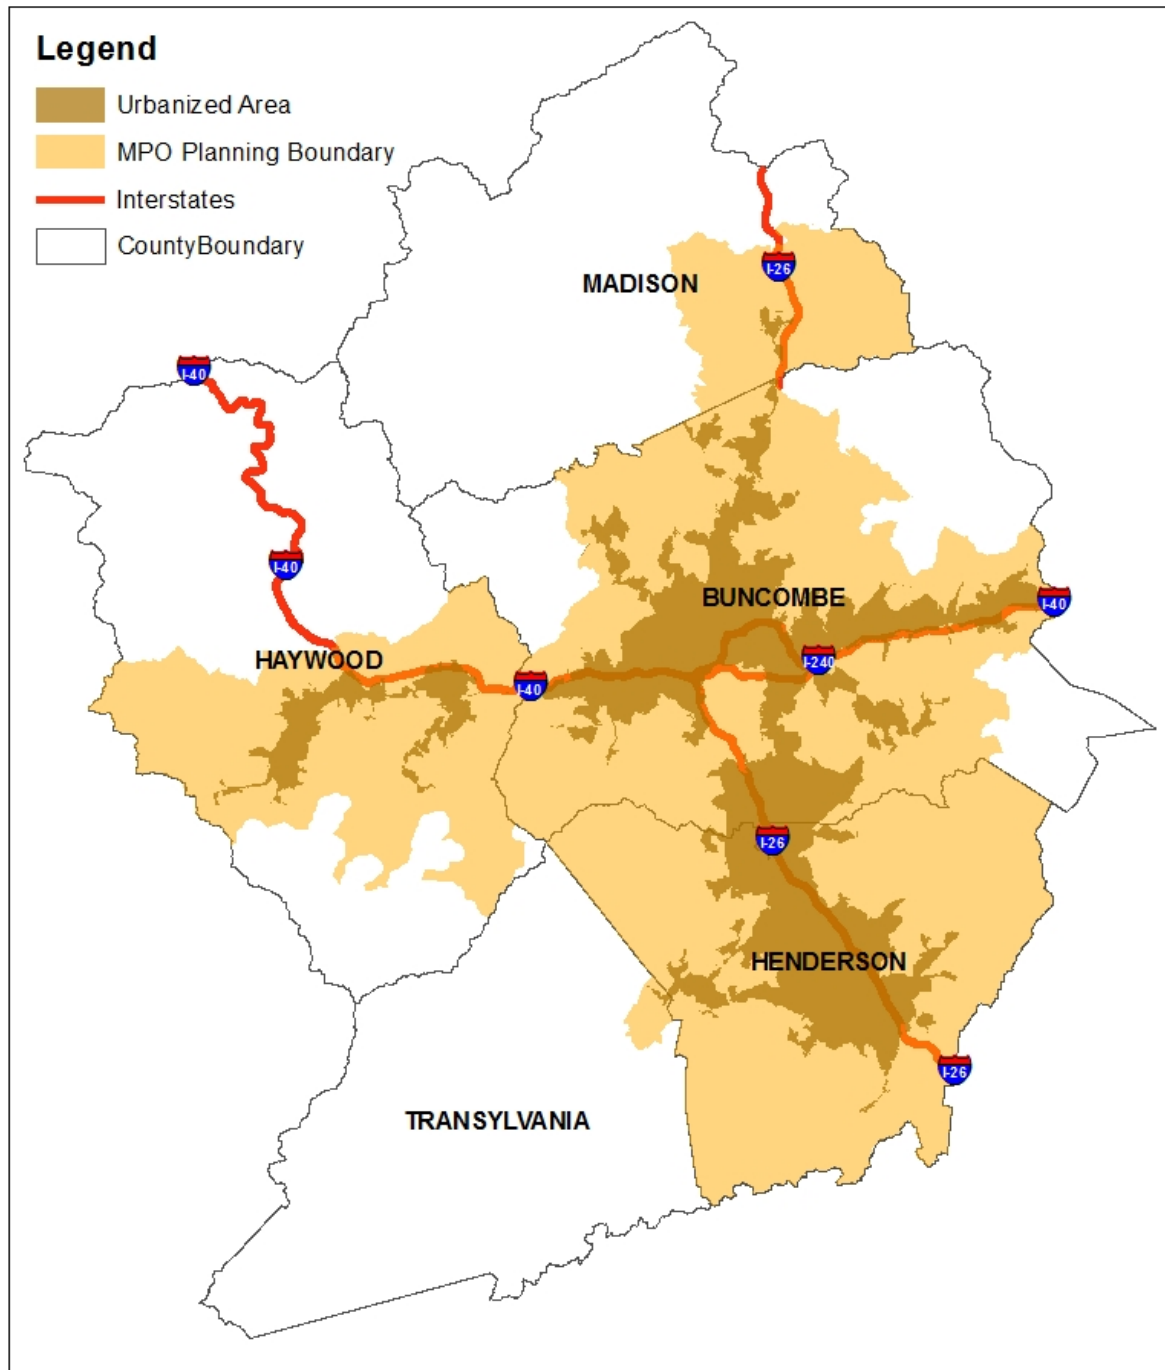 Legend
Urbanized Area
MPO Planning Boundary
Interstates
CountyBoundary
I-26
MADISON
I-40
I-40
BUNCOMBE
I-40
HAYWOOD
I-240
I-40
I-26
HENDERSON
I-26
TRANSYLVANIA